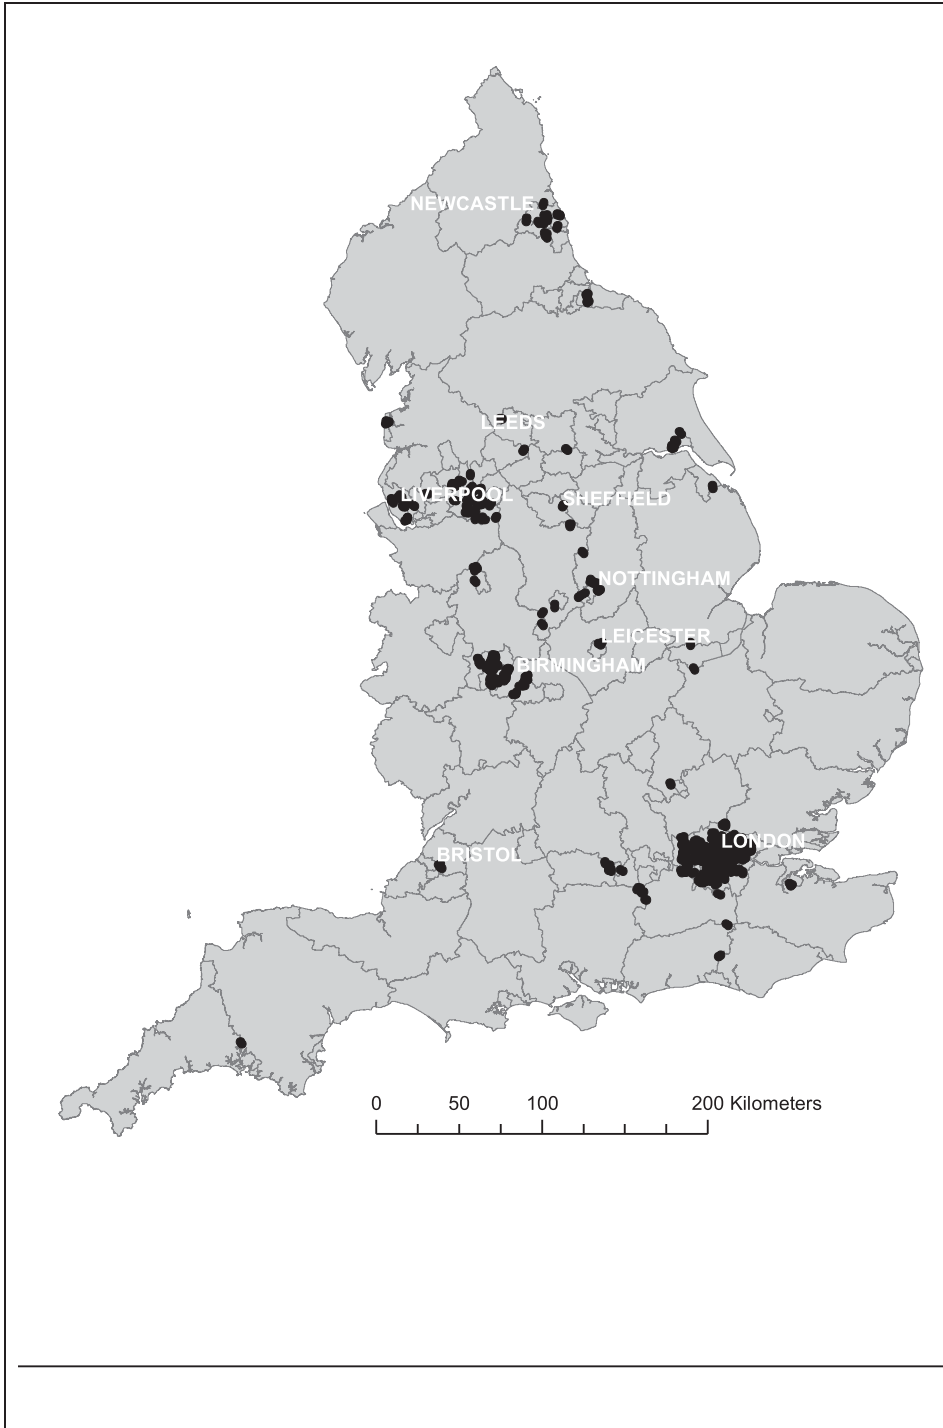 NEWCASTLE
LEEDS
LIVERPOOL
SHEFFIELD
NOTTINGHAM
LEICESTER
BIRMINGHAM
LONDON
BRISTOL
0 50 100 200 Kilometers